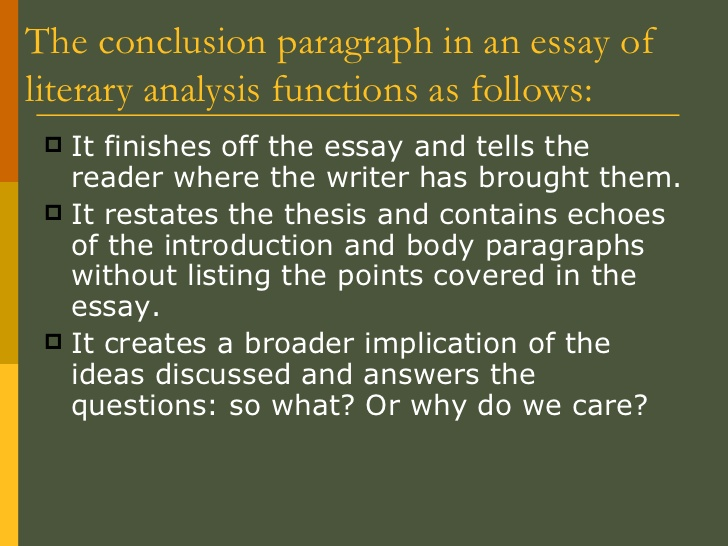 The conclusion paragraph in an essay of
literary analysis functions as follows:
It finishes off the essay and tells the
reader where the writer has brought them.
It restates the thesis and contains echoes
of the introduction and body paragraphs
without listing the points covered in the
essay.
It creates a broader implication of the
ideas discussed and answers the
questions: so what? Or why do we care?